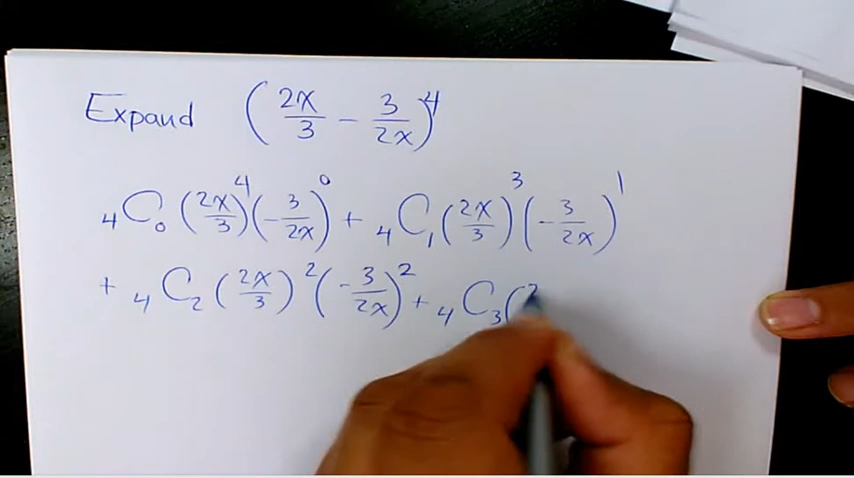 Expand (2x/3 - 3/2x)^4
₄C₀(2x/3)^4(-3/2x)^0 + ₄C₁(2x/3)^3(-3/2x)^1
+ ₄C₂(2x/3)^2(-3/2x)^2 + ₄C₃(2